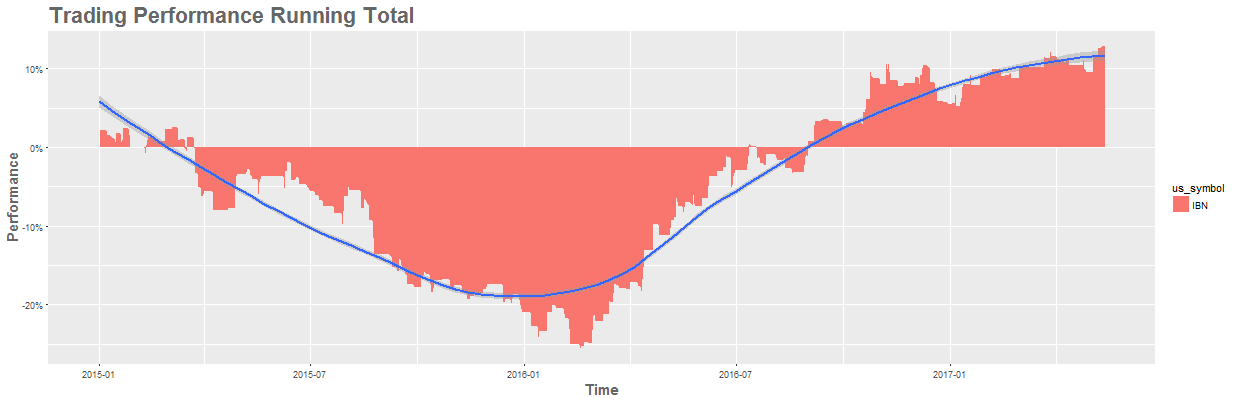 Trading Performance Running Total
10%
0%
-10%
-20%
Performance
2015-01
2015-07
2016-01
2016-07
2017-01
Time
us_symbol
IBN